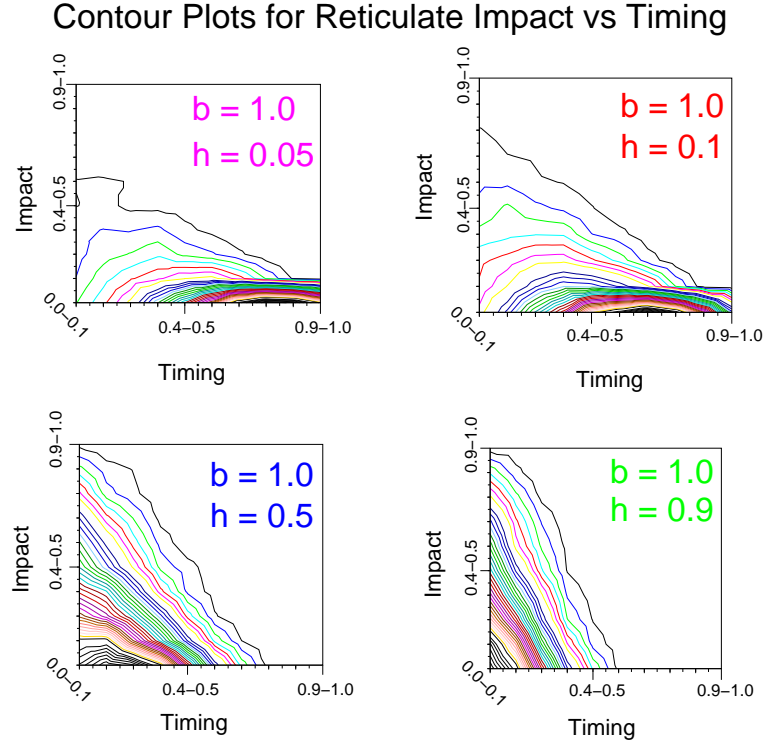 Contour Plots for Reticulate Impact vs Timing
b = 1.0
h = 0.05
Impact
0.9–1.0
0.4–0.5
0.0–0.1
0.4–0.5
0.9–1.0
Timing
b = 1.0
h = 0.1
Impact
0.9–1.0
0.4–0.5
0.0–0.1
0.4–0.5
0.9–1.0
Timing
b = 1.0
h = 0.5
Impact
0.9–1.0
0.4–0.5
0.0–0.1
0.4–0.5
0.9–1.0
Timing
b = 1.0
h = 0.9
Impact
0.9–1.0
0.4–0.5
0.0–0.1
0.4–0.5
0.9–1.0
Timing